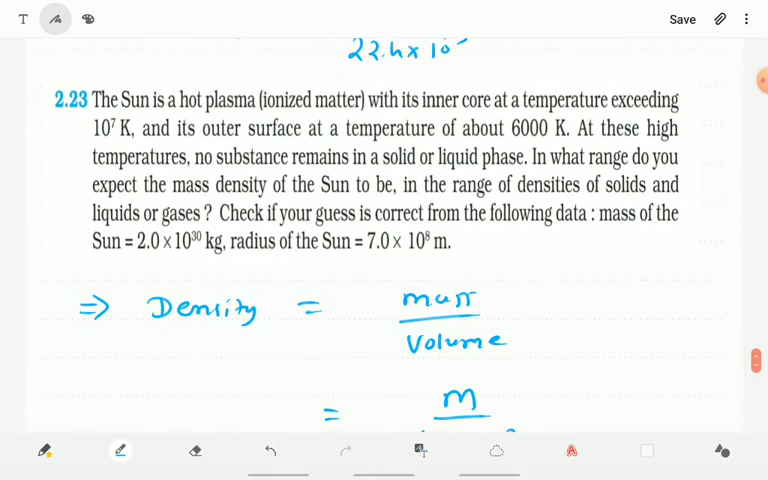 T
Save
22.4x10
2.23 The Sun is a hot plasma (ionized matter) with its inner core at a temperature exceeding
10⁷ K, and its outer surface at a temperature of about 6000 K. At these high
temperatures, no substance remains in a solid or liquid phase. In what range do you
expect the mass density of the Sun to be, in the range of densities of solids and
liquids or gases ? Check if your guess is correct from the following data : mass of the
Sun = 2.0×10³⁰ kg, radius of the Sun = 7.0× 10⁸ m.
⇒ Density = mass
volume
= m